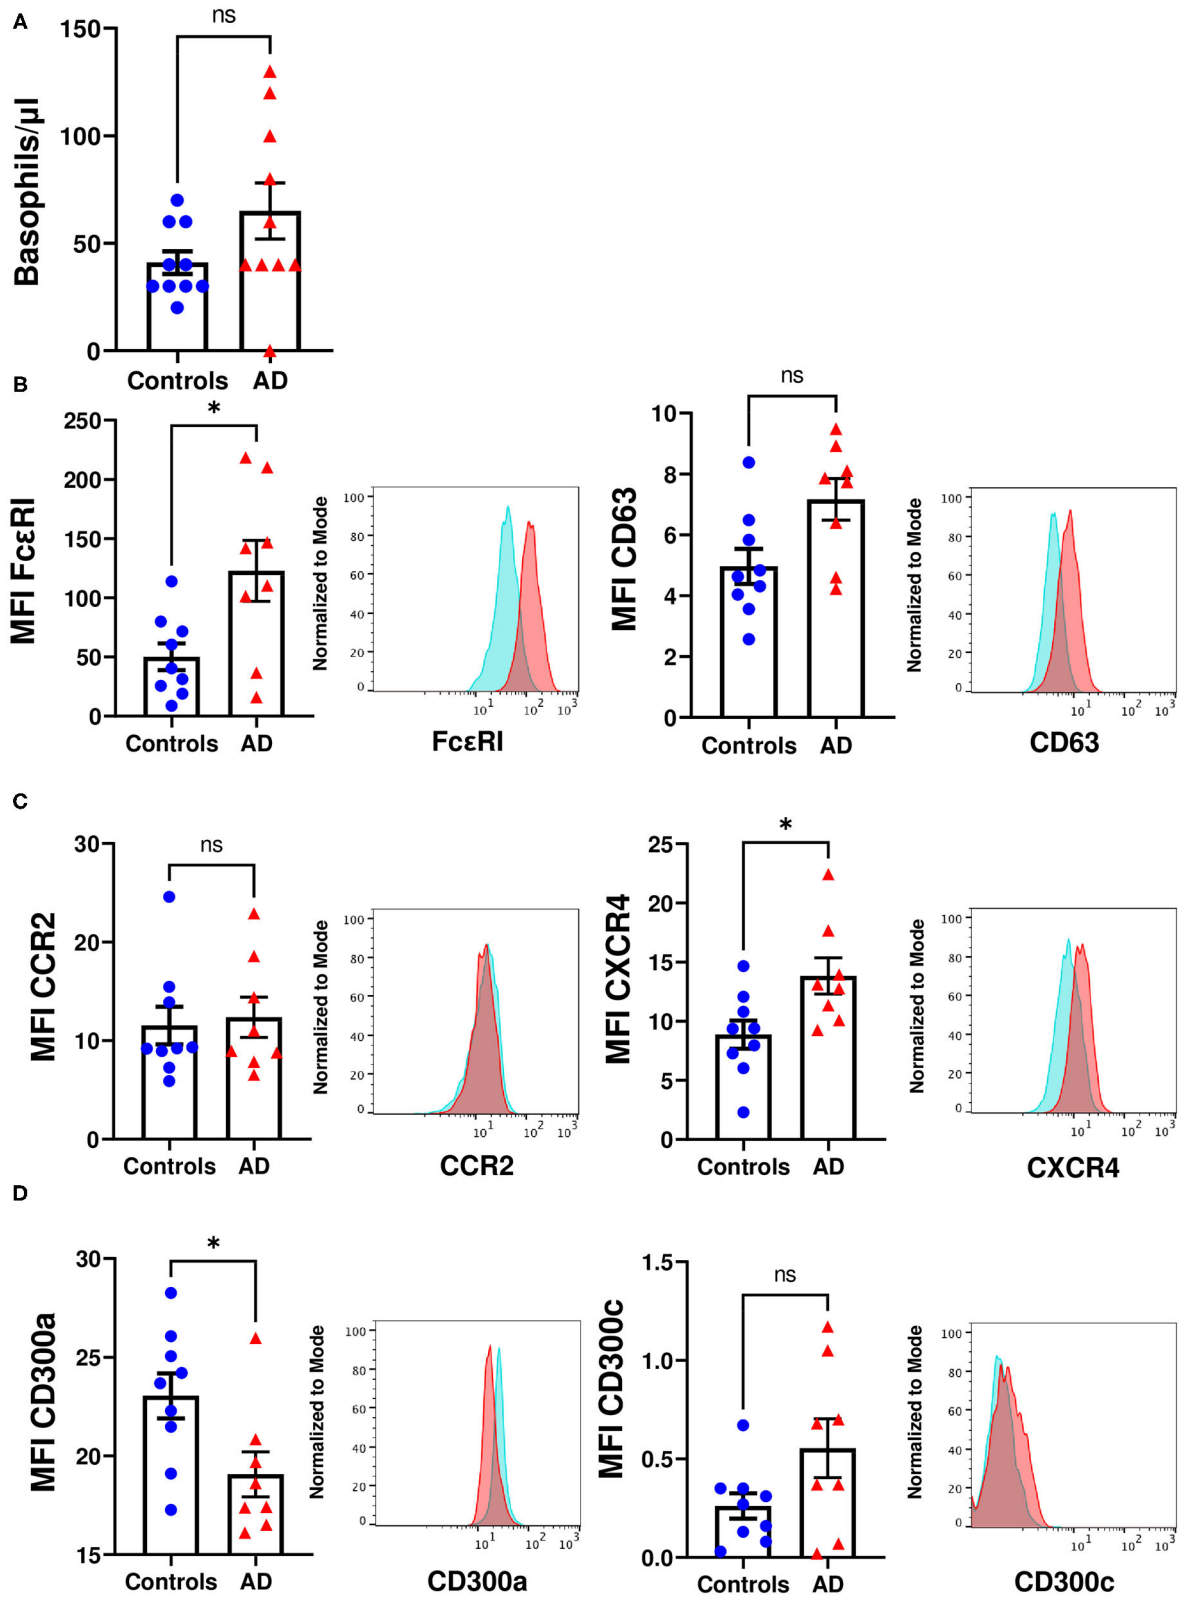 A
ns
150
100
50
0
Basophils/µl
Controls AD
B
*
250
200
150
100
50
0
MFI FcεRI
Controls AD
Normalized to Mode
100
80
60
40
20
0
10¹ 10² 10³
FcεRI
ns
10
8
6
4
2
0
MFI CD63
Controls AD
Normalized to Mode
100
80
60
40
20
0
10¹ 10² 10³
CD63
C
ns
30
20
10
0
MFI CCR2
Controls AD
Normalized to Mode
100
80
60
40
20
0
10¹ 10² 10³
CCR2
*
25
20
15
10
5
0
MFI CXCR4
Controls AD
Normalized to Mode
100
80
60
40
20
0
10¹ 10² 10³
CXCR4
D
*
30
25
20
15
MFI CD300a
Controls AD
Normalized to Mode
100
80
60
40
20
0
10¹ 10² 10³
CD300a
ns
1.5
1.0
0.5
0.0
MFI CD300c
Controls AD
Normalized to Mode
100
80
60
40
20
0
10¹ 10² 10³
CD300c